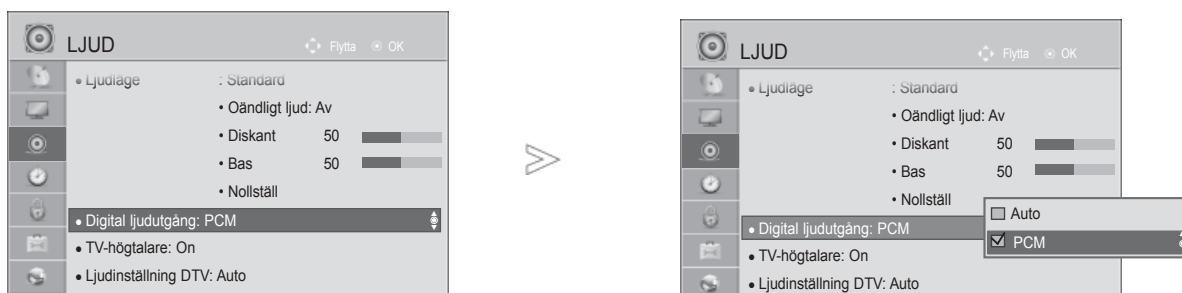 LJUD
Flytta OK
Ljudläge : Standard
• Oändligt ljud: Av
• Diskant 50
• Bas 50
• Nollställ
• Digital ljudutgång: PCM
• TV-högtalare: On
• Ljudinställning DTV: Auto
LJUD
Flytta OK
Ljudläge : Standard
• Oändligt ljud: Av
• Diskant 50
• Bas 50
• Nollställ
• Digital ljudutgång: PCM
• TV-högtalare: On
• Ljudinställning DTV: Auto
Auto
PCM